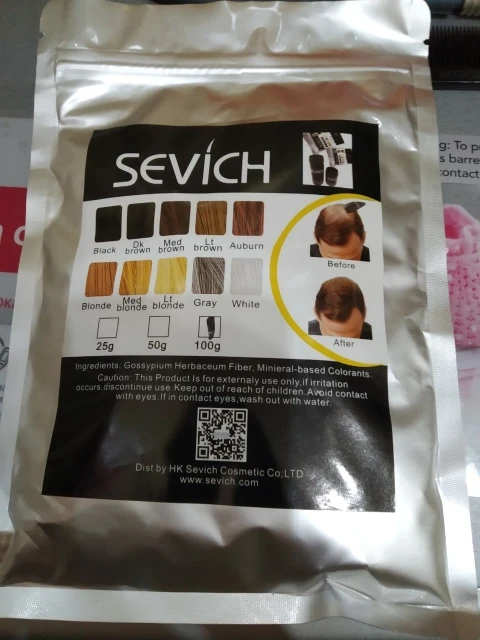 SEVICH
Black
Dk brown
Med brown
Lt brown
Auburn
Blonde
Med blonde
Lt blonde
Gray
White
25g
50g
100g
Before
After
Ingredients: Gossypium Herbaceum Fiber, Minieral-based Colorants.
Caution: This Product Is for externaly use only,if irritation
occurs,discontinue use.Keep out of reach of children.Avoid contact
with eyes.If in contact eyes,wash out with water.
Dist by HK Sevich Cosmetic Co,LTD
www.sevich.com
g: To
s barre
contact